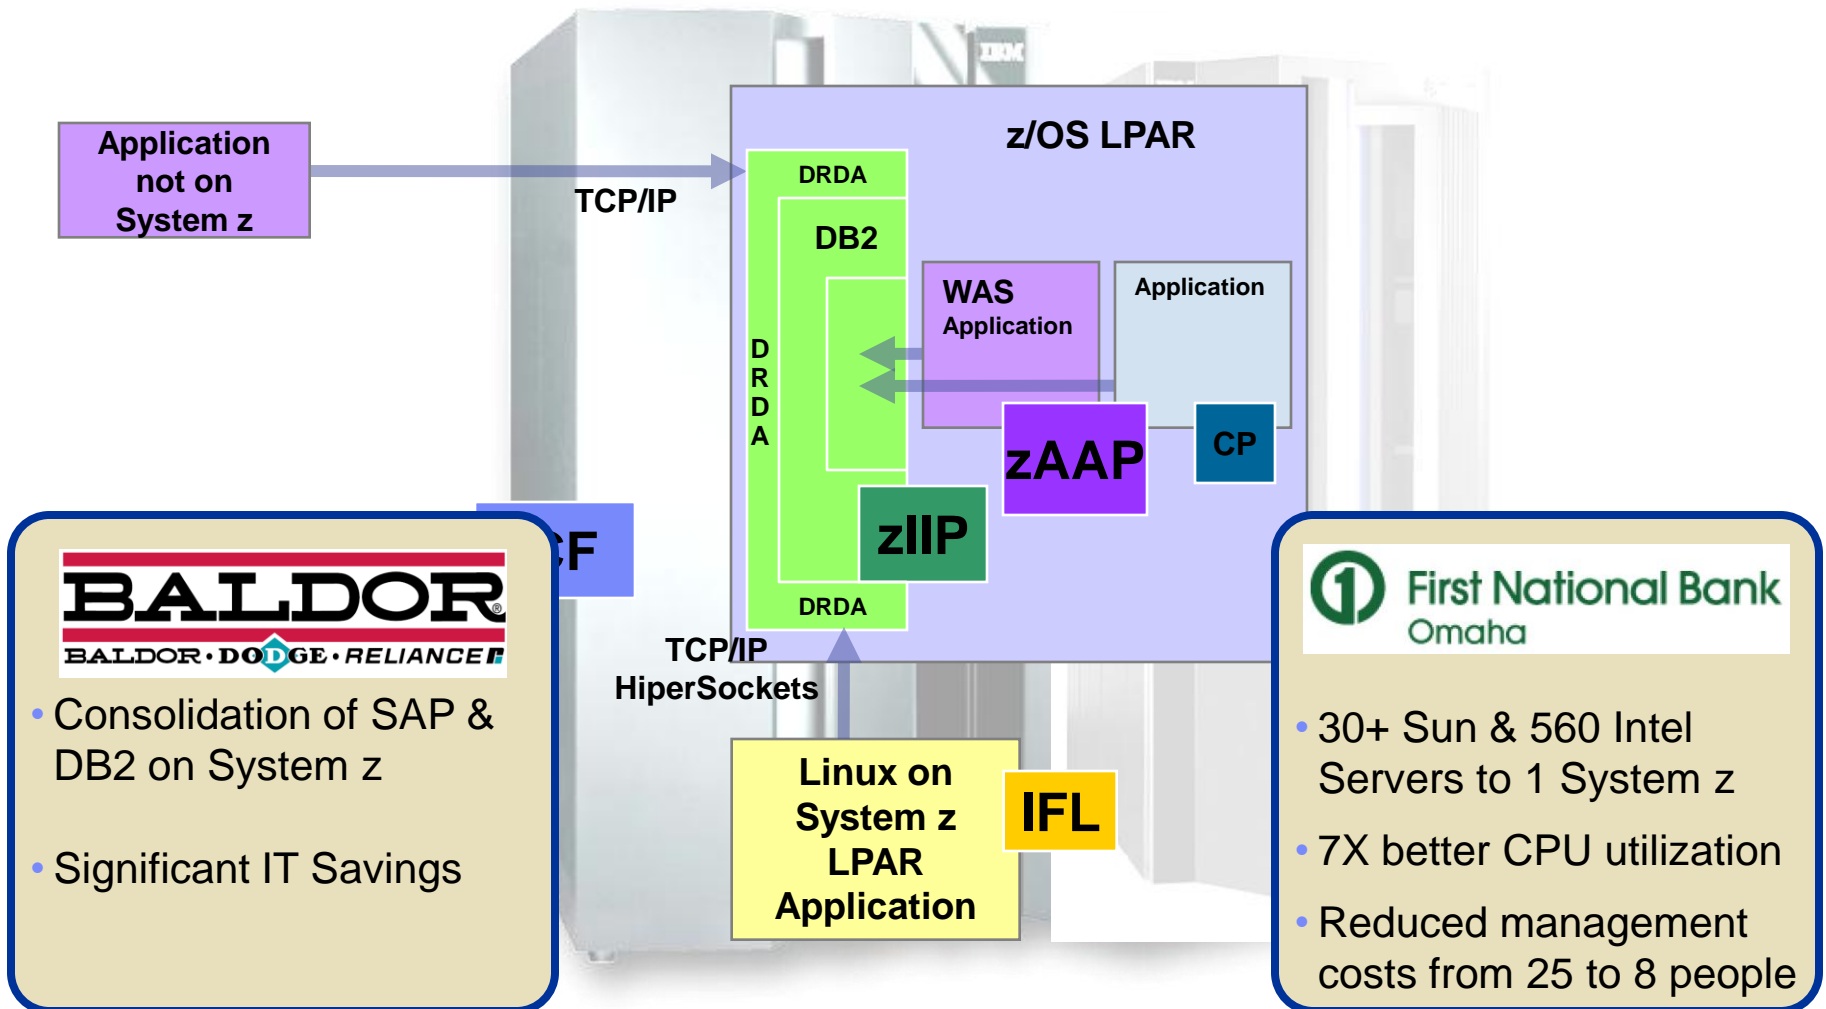 IBM
z/OS LPAR
Application
not on
System z
TCP/IP
DRDA
DB2
D
R
D
A
WAS
Application
Application
zAAP
CP
zIIP
DRDA
CF
TCP/IP
HiperSockets
Linux on
System z
LPAR
Application
IFL
BALDOR®
BALDOR•DODGE•RELIANCE
• Consolidation of SAP &
DB2 on System z
• Significant IT Savings
1 First National Bank
Omaha
• 30+ Sun & 560 Intel
Servers to 1 System z
• 7X better CPU utilization
• Reduced management
costs from 25 to 8 people